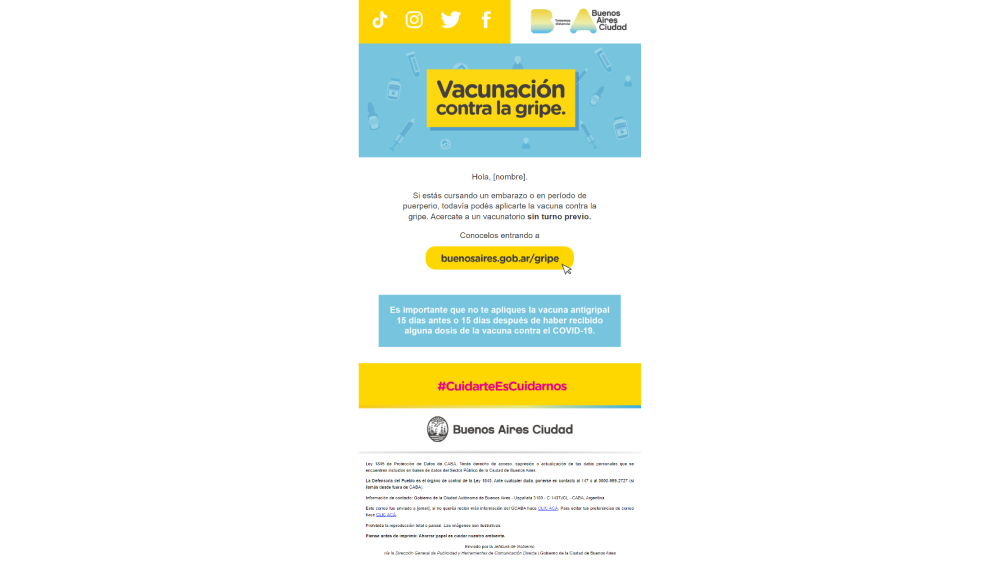 Tomemos
distancia
BA
Buenos
Aires
Ciudad
Vacunación
contra la gripe.
Hola, [nombre].
Si estás cursando un embarazo o en período de
puerperio, todavía podés aplicarte la vacuna contra la
gripe. Acercate a un vacunatorio sin turno previo.
Conocelos entrando a
buenosaires.gob.ar/gripe
Es importante que no te apliques la vacuna antigripal
15 días antes o 15 días después de haber recibido
alguna dosis de la vacuna contra el COVID-19.
#CuidarteEsCuidarnos
Buenos Aires Ciudad
Ley 1845 de Protección de Datos de CABA. Tenés derecho de acceso, supresión o actualización de tus datos personales que se
encuentren incluidos en bases de datos del Sector Público de la Ciudad de Buenos Aires.
La Defensoría del Pueblo es el órgano de control de la Ley 1845. Ante cualquier duda, ponerse en contacto al 147 o al 0800-999-2727 (si
llamás desde fuera de CABA).
Información de contacto: Gobierno de la Ciudad Autónoma de Buenos Aires - Uspallata 3160 - C 1437JCL - CABA, Argentina.
Este correo fue enviado a [email], si no querés recibir más información del GCABA hacé CLIC ACÁ. Para editar tus preferencias de correo
hacé CLIC ACÁ.
Prohibida la reproducción total o parcial. Las imágenes son ilustrativas.
Piense antes de imprimir. Ahorrar papel es cuidar nuestro ambiente.
Enviado por la Jefatura de Gobierno
vía la Dirección General de Publicidad y Herramientas de Comunicación Directa | Gobierno de la Ciudad de Buenos Aires